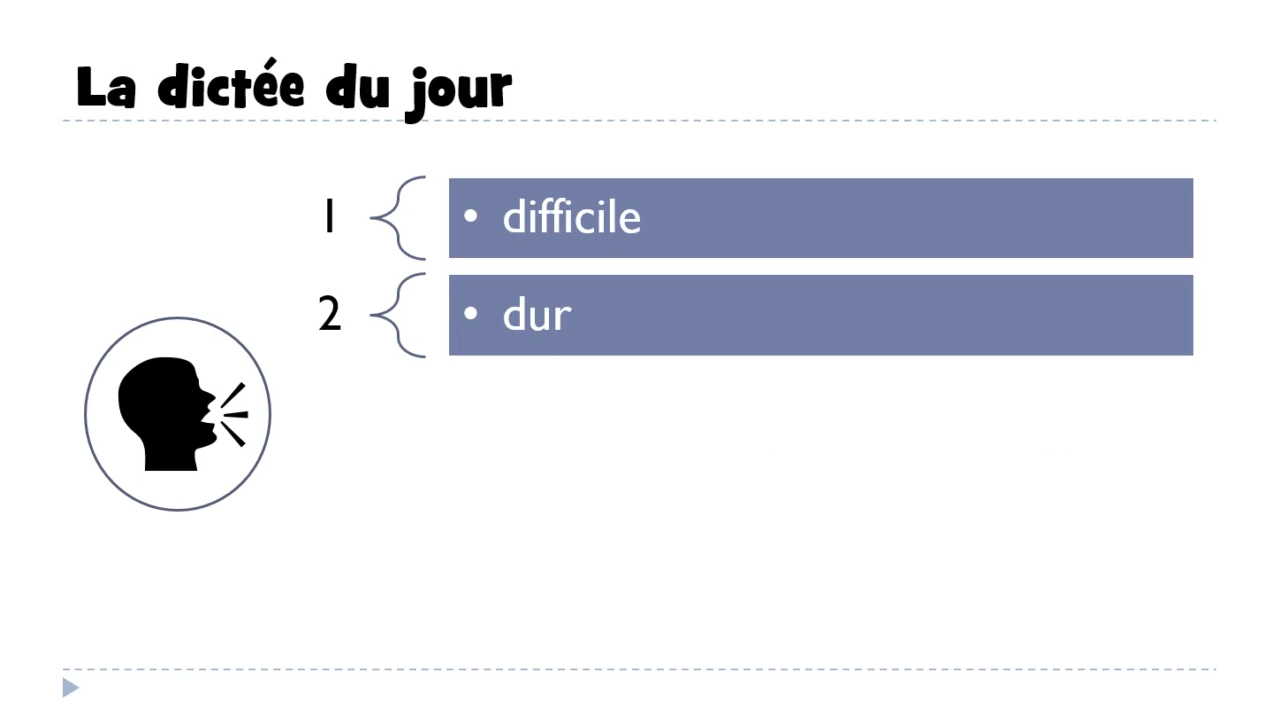 La dictée du jour
1
• difficile
2
• dur